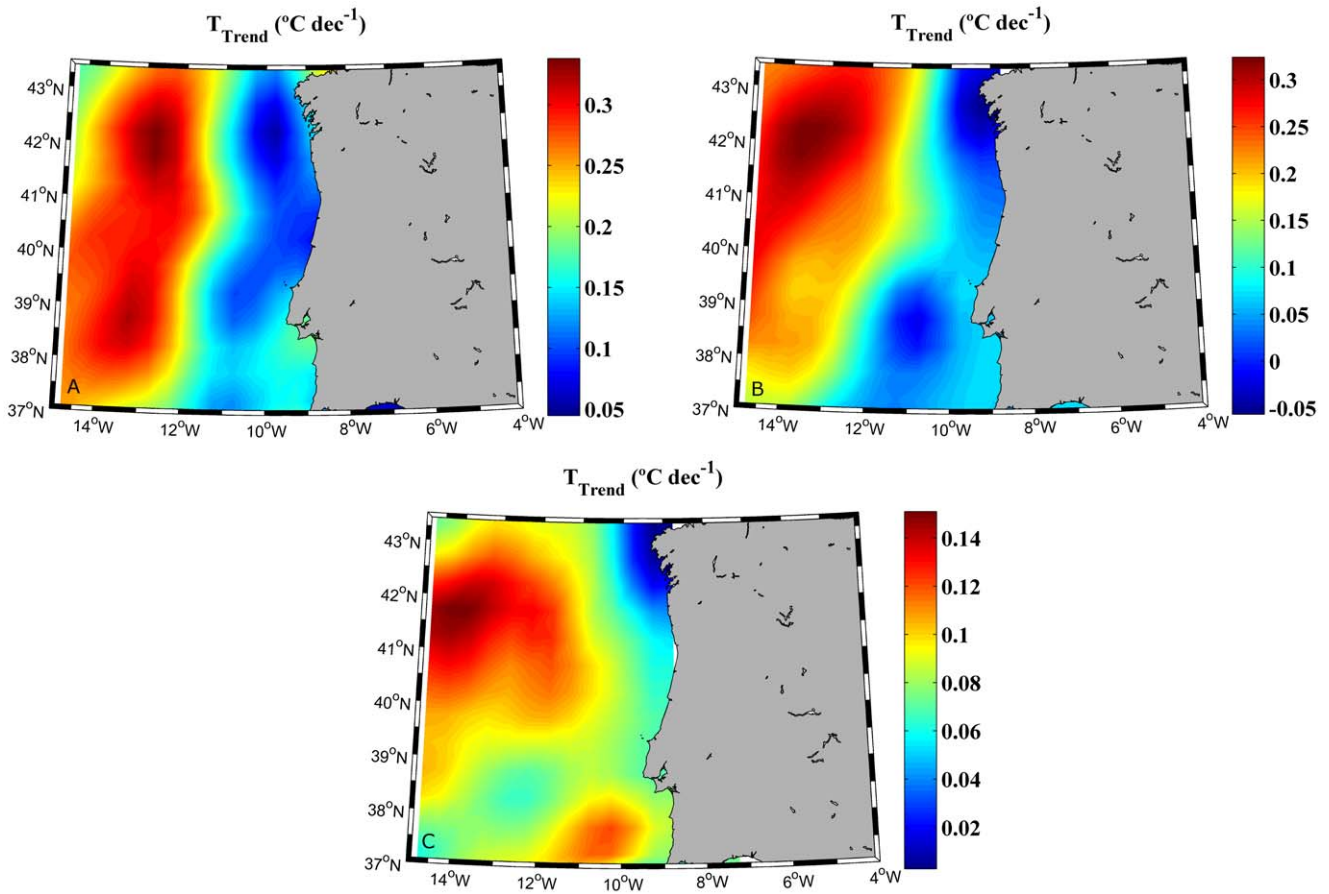 T_Trend (ºC dec⁻¹)
43ºN
42ºN
41ºN
40ºN
39ºN
38ºN
37ºN
14ºW
12ºW
10ºW
8ºW
6ºW
4ºW
A
0.3
0.25
0.2
0.15
0.1
0.05
T_Trend (ºC dec⁻¹)
43ºN
42ºN
41ºN
40ºN
39ºN
38ºN
37ºN
14ºW
12ºW
10ºW
8ºW
6ºW
4ºW
B
0.3
0.25
0.2
0.15
0.1
0.05
0
-0.05
T_Trend (ºC dec⁻¹)
43ºN
42ºN
41ºN
40ºN
39ºN
38ºN
37ºN
14ºW
12ºW
10ºW
8ºW
6ºW
4ºW
C
0.14
0.12
0.1
0.08
0.06
0.04
0.02